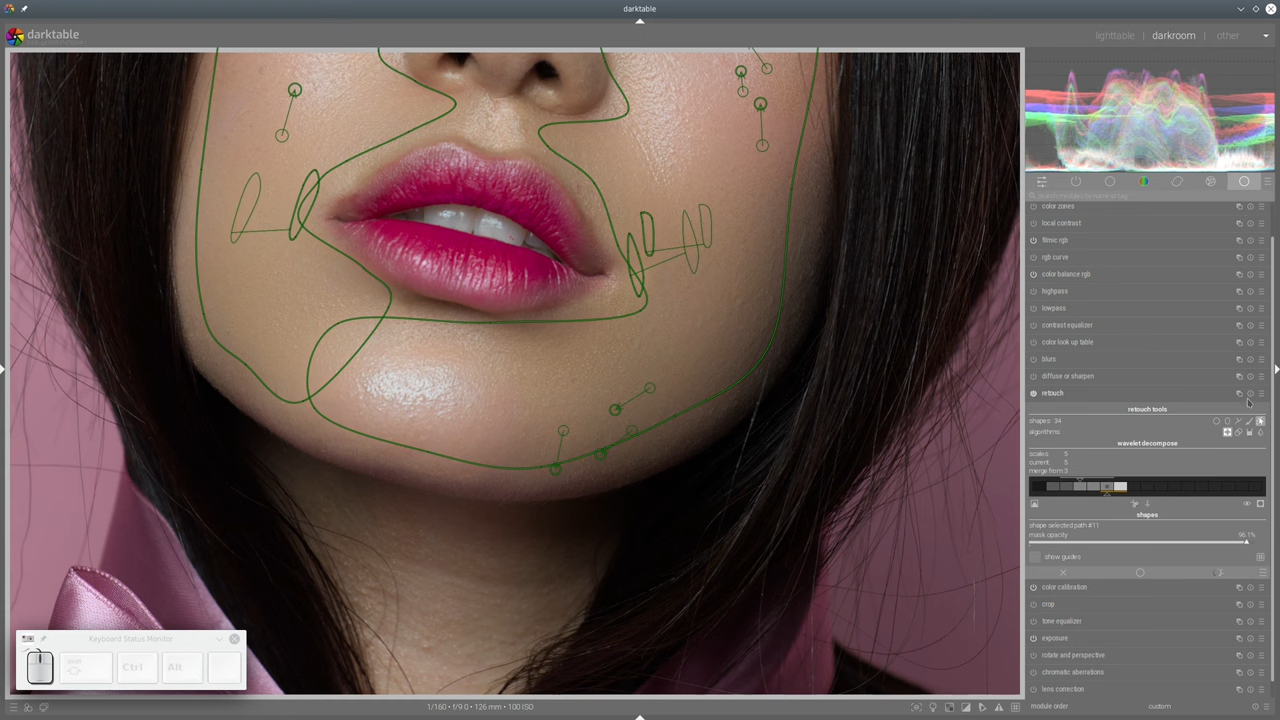 darktable
darktable
lighttable | darkroom | other
color zones
local contrast
filmic rgb
rgb curve
color balance rgb
highpass
lowpass
contrast equalizer
color look up table
blurs
diffuse or sharpen
retouch
retouch tools
shapes: 34
algorithms:
wavelet decompose
scales: 5
current: 5
merge from: 3
shapes
shape selected path #11
mask opacity 96.1%
show guides
color calibration
crop
tone equalizer
exposure
rotate and perspective
chromatic aberrations
lens correction
module order custom
Keyboard Status Monitor
Shift
Ctrl
Alt
1/160 • f/9.0 • 126 mm • 100 ISO